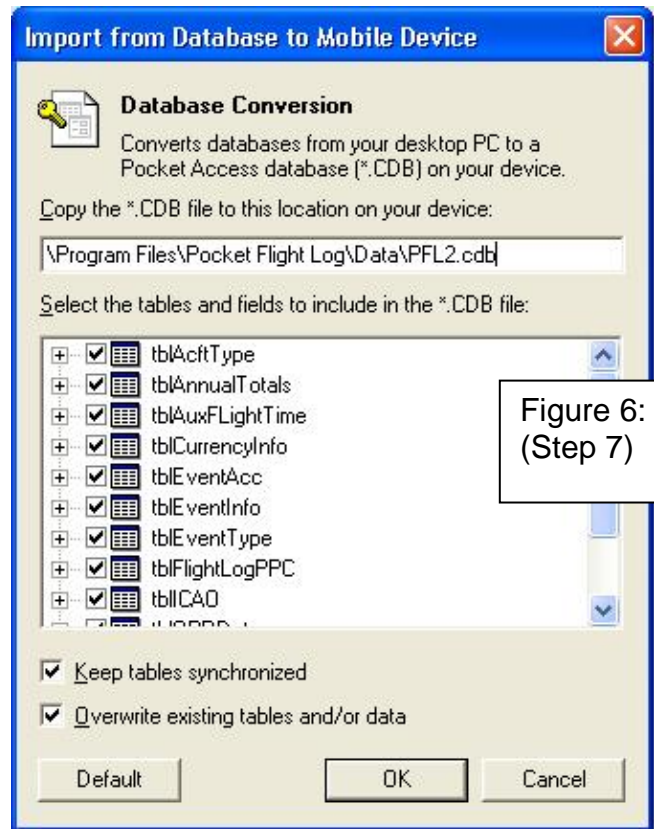 Import from Database to Mobile Device
Database Conversion
Converts databases from your desktop PC to a
Pocket Access database (*.CDB) on your device.
Copy the *.CDB file to this location on your device:
\Program Files\Pocket Flight Log\Data\PFL2.cdb
Select the tables and fields to include in the *.CDB file:
tblAcftType
tblAnnualTotals
tblAuxFLightTime
tblCurrencyInfo
tblEventAcc
tblEventInfo
tblEventType
tblFlightLogPPC
tblICAO
Figure 6:
(Step 7)
Keep tables synchronized
Overwrite existing tables and/or data
Default OK Cancel